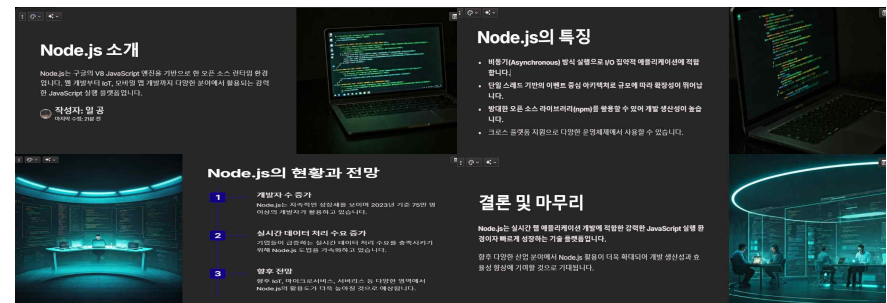 Node.js 소개
Node.js는 구글의 V8 JavaScript 엔진을 기반으로 한 오픈 소스 런타임 환경
입니다. 웹 개발부터 IoT, 모바일 앱 개발까지 다양한 분야에서 활용되는 강력
한 JavaScript 실행 플랫폼입니다.
작성자: 일 공
마지막 수정: 21분 전
Node.js의 특징
비동기(Asynchronous) 방식 실행으로 I/O 집약적 애플리케이션에 적합
합니다.
단일 스레드 기반의 이벤트 중심 아키텍처로 규모에 따라 확장성이 뛰어납
니다.
방대한 오픈 소스 라이브러리(npm)를 활용할 수 있어 개발 생산성이 높습
니다.
크로스 플랫폼 지원으로 다양한 운영체제에서 사용할 수 있습니다.
Node.js의 현황과 전망
1
개발자 수 증가
Node.js는 지속적인 성장세를 보이며 2023년 기준 75만 명
이상의 개발자가 활용하고 있습니다.
2
실시간 데이터 처리 수요 증가
기업들이 급증하는 실시간 데이터 처리 수요를 충족시키기
위해 Node.js 도입을 가속화하고 있습니다.
3
향후 전망
향후 IoT, 마이크로서비스, 서버리스 등 다양한 영역에서
Node.js의 활용도가 더욱 높아질 것으로 예상됩니다.
결론 및 마무리
Node.js는 실시간 웹 애플리케이션 개발에 적합한 강력한 JavaScript 실행 환
경이자 빠르게 성장하는 기술 플랫폼입니다.
향후 다양한 산업 분야에서 Node.js 활용이 더욱 확대되어 개발 생산성과 효
율성 향상에 기여할 것으로 기대됩니다.